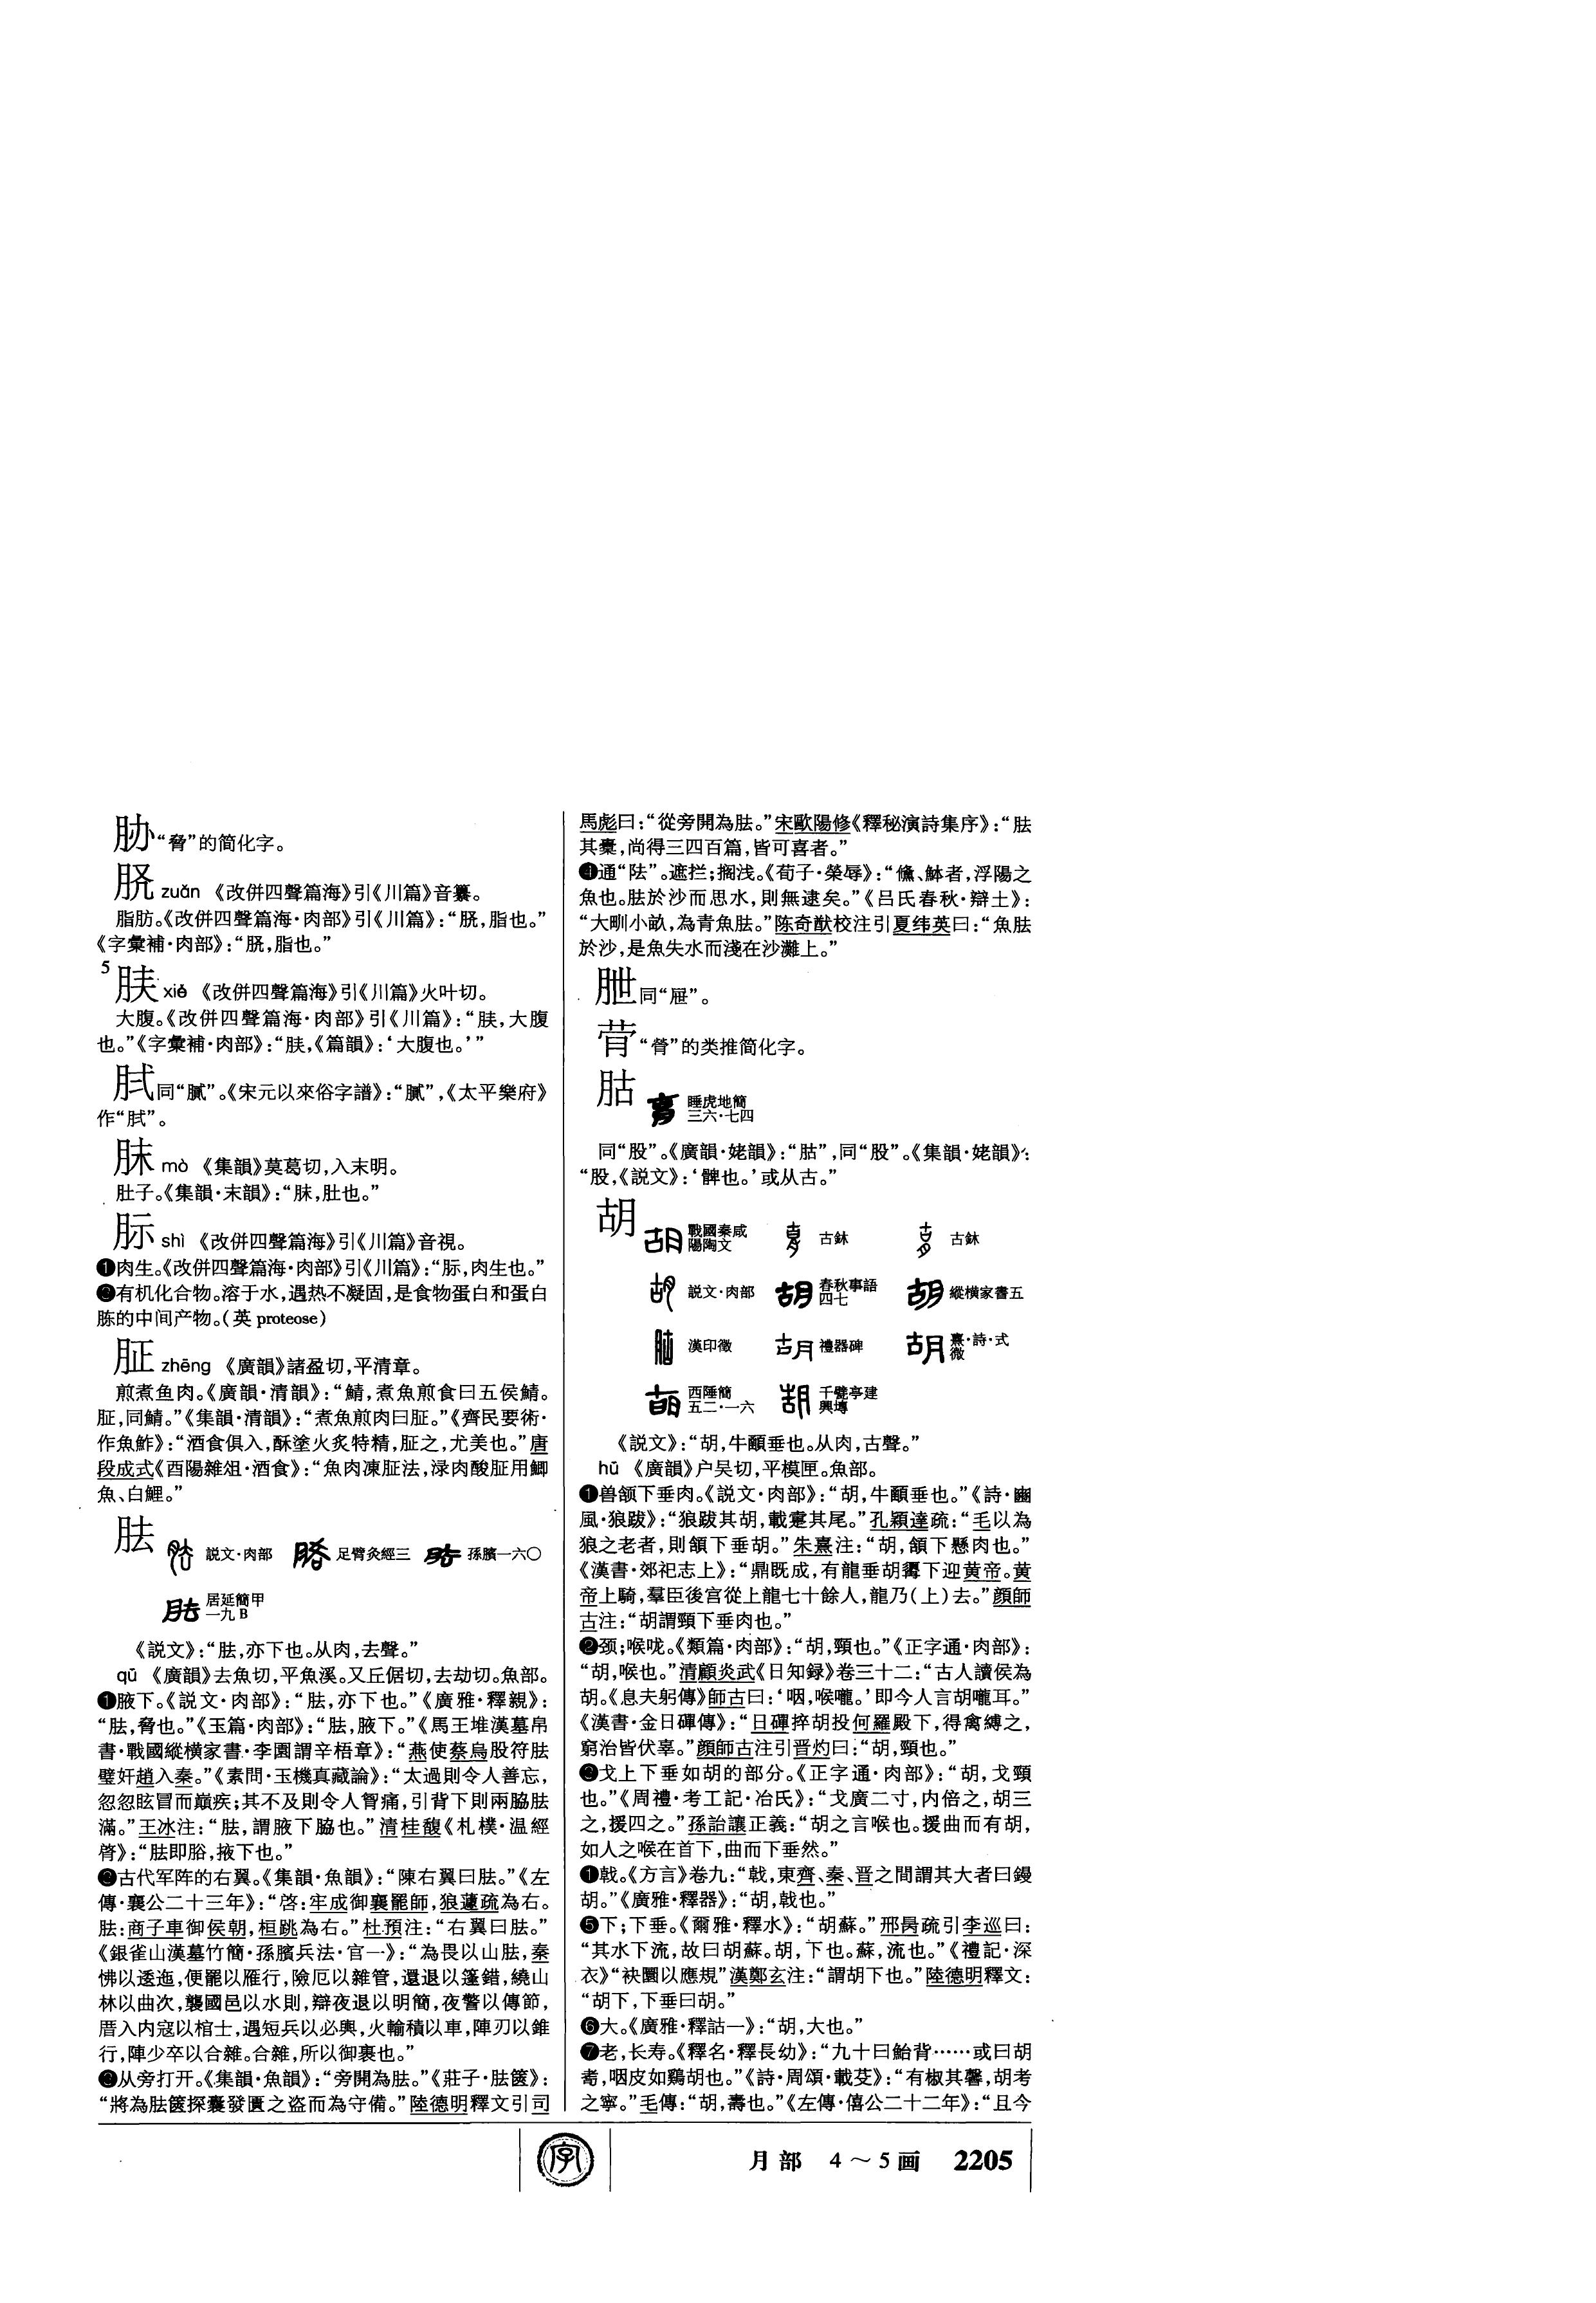 胁“脅”的简化字。
脱 zuǎn 《改併四聲篇海》引《川篇》音纂。
脂肪。《改併四聲篇海·肉部》引《川篇》：“脱，脂也。”
《字彙補·肉部》：“脱，脂也。”
5
xiè 《改併四聲篇海》引《川篇》火叶切。
大腹。《改併四聲篇海·肉部》引《川篇》：“，大腹
也。”《字彙補·肉部》：“，《篇韻》：‘大腹也。’”
同“膩”。《宋元以來俗字譜》：“膩”，《太平樂府》
作“”。
mò 《集韻》莫葛切，入末明。
肚子。《集韻·末韻》：“，肚也。”
shì 《改併四聲篇海》引《川篇》音視。
❶肉生。《改併四聲篇海·肉部》引《川篇》：“，肉生也。”
❷有机化合物。溶于水，遇热不凝固，是食物蛋白和蛋白
胨的中间产物。（英 proteose）
zhēng 《廣韻》諸盈切，平清章。
煎煮鱼肉。《廣韻·清韻》：“鯖，煮魚煎食曰五侯鯖。
，同鯖。”《集韻·清韻》：“煮魚煎肉曰。”《齊民要術·
作魚鮓》：“酒食俱入，酥塗火炙特精，之，尤美也。”唐
段成式《酉陽雜俎·酒食》：“魚肉凍法，渌肉酸用鯽
魚、白鯉。”
胠
説文·肉部 足臂灸經三 孫臏一六〇
居延簡甲
一九B
《説文》：“胠，亦下也。从肉，去聲。”
qū 《廣韻》去魚切，平魚溪。又丘倨切，去劫切。魚部。
❶腋下。《説文·肉部》：“胠，亦下也。”《廣雅·釋親》：
“胠，脅也。”《玉篇·肉部》：“胠，腋下。”《馬王堆漢墓帛
書·戰國縱横家書·李園謂辛梧章》：“燕使蔡烏股符胠
璧奸趙入秦。”《素問·玉機真藏論》：“太過則令人善忘，
忽忽眩冒而巔疾；其不及則令人胷痛，引背下則兩脇胠
滿。”王冰注：“胠，謂腋下脇也。”清桂馥《札樸·温經
》：“胠即胳，掖下也。”
❷古代军阵的右翼。《集韻·魚韻》：“陳右翼曰胠。”《左
傳·襄公二十三年》：“啓：牢成御襄罷師，狼蘧疏為右。
胠：商子車御侯朝，桓跳為右。”杜預注：“右翼曰胠。”
《銀雀山漢墓竹簡·孫臏兵法·官一》：“為畏以山胠，秦
怫以逶迤，便罷以雁行，險厄以雜管，還退以蓬錯，繞山
林以曲次，襲國邑以水則，辯夜退以明簡，夜警以傳節，
厝入内寇以棺士，遇短兵以必輿，火輸積以車，陣刃以錐
行，陣少卒以合雜。合雜，所以御裹也。”
❸从旁打开。《集韻·魚韻》：“旁開為胠。”《莊子·胠篋》：
“將為胠篋探囊發匱之盗而為守備。”陸德明釋文引司
馬彪曰：“從旁開為胠。”宋歐陽修《釋秘演詩集序》：“胠
其橐，尚得三四百篇，皆可喜者。”
❹通“阹”。遮拦；搁浅。《荀子·榮辱》：“鯈、䱁者，浮陽之
魚也。胠於沙而思水，則無逮矣。”《吕氏春秋·辯土》：
“大甽小畝，為青魚胠。”陈奇猷校注引夏纬英曰：“魚胠
於沙，是魚失水而淺在沙灘上。”
同“屉”。
“膋”的类推简化字。
胋
睡虎地簡
三六·七四
同“股”。《廣韻·姥韻》：“”，同“股”。《集韻·姥韻》：
“股，《説文》：‘髀也。’或从古。”
胡
戰國秦咸陽陶文 古鉥 古鉥
説文·肉部 春秋事語四七 縱横家書五
漢印徵 禮器碑 熹·詩·式微
西陲簡五二·一六 千甓亭建興塼
《説文》：“胡，牛顄垂也。从肉，古聲。”
hú 《廣韻》户吴切，平模匣。魚部。
❶兽颔下垂肉。《説文·肉部》：“胡，牛顄垂也。”《詩·豳
風·狼跋》：“狼跋其胡，載疐其尾。”孔穎達疏：“毛以為
狼之老者，則頷下垂胡。”朱熹注：“胡，頷下懸肉也。”
《漢書·郊祀志上》：“鼎既成，有龍垂胡䫇下迎黄帝。黄
帝上騎，羣臣後宫從上龍七十餘人，龍乃（上）去。”顔師
古注：“胡謂頸下垂肉也。”
❷颈；喉咙。《類篇·肉部》：“胡，頸也。”《正字通·肉部》：
“胡，喉也。”清顧炎武《日知録》卷三十二：“古人讀侯為
胡。《息夫躬傳》師古曰：‘咽，喉嚨。’即今人言胡嚨耳。”
《漢書·金日磾傳》：“日磾捽胡投何羅殿下，得禽縛之，
窮治皆伏辜。”顔師古注引晋灼曰：“胡，頸也。”
❸戈上下垂如胡的部分。《正字通·肉部》：“胡，戈頸
也。”《周禮·考工記·冶氏》：“戈廣二寸，内倍之，胡三
之，援四之。”孫詒讓正義：“胡之言喉也。援曲而有胡，
如人之喉在首下，曲而下垂然。”
❹戟。《方言》卷九：“戟，東齊、秦、晋之間謂其大者曰鏝
胡。”《廣雅·釋器》：“胡，戟也。”
❺下；下垂。《爾雅·釋水》：“胡蘇。”邢昺疏引李巡曰：
“其水下流，故曰胡蘇。胡，下也。蘇，流也。”《禮記·深
衣》“袂圜以應規”漢鄭玄注：“謂胡下也。”陸德明釋文：
“胡下，下垂曰胡。”
❻大。《廣雅·釋詁一》：“胡，大也。”
❼老，长寿。《釋名·釋長幼》：“九十曰鮐背……或曰胡
耇，咽皮如鷄胡也。”《詩·周頌·載芟》：“有椒其馨，胡考
之寧。”毛傳：“胡，壽也。”《左傳·僖公二十二年》：“且今
字
月部 4～5画 2205